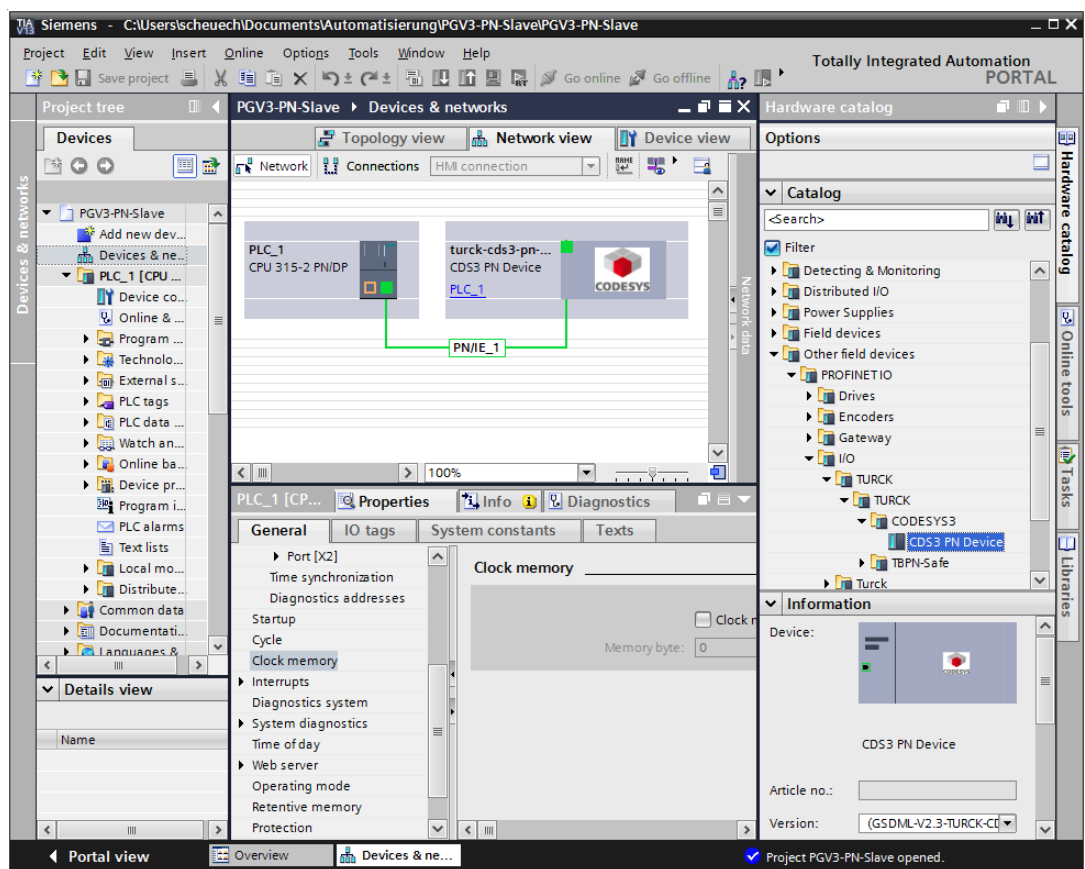 TIA V13 Siemens - C:\Users\scheuech\Documents\Automatisierung\PGV3-PN-Slave\PGV3-PN-Slave
Project Edit View Insert Online Options Tools Window Help
Totally Integrated Automation
PORTAL
Save project
RT
Go online
Go offline
Project tree
Devices
Devices & networks
PGV3-PN-Slave
Add new dev...
Devices & ne...
PLC_1 [CPU ...
Device co...
Online & ...
Program ...
Technolo...
External s...
PLC tags
PLC data ...
Watch an...
Online ba...
Device pr...
Program i...
PLC alarms
Text lists
Local mo...
Distribute...
Common data
Documentati...
Languages &
Details view
Name
PGV3-PN-Slave Devices & networks
Topology view
Network view
Device view
Network
Connections
HMI connection
PLC_1
CPU 315-2 PN/DP
turck-cds3-pn-...
CDS3 PN Device
PLC_1
CODESYS
PN/IE_1
Network data
100%
PLC_1 [CP...
Properties
Info
Diagnostics
General
IO tags
System constants
Texts
Port [X2]
Time synchronization
Diagnostics addresses
Startup
Cycle
Clock memory
Interrupts
Diagnostics system
System diagnostics
Time of day
Web server
Operating mode
Retentive memory
Protection
Clock memory
Clock
Memory byte: 0
Hardware catalog
Options
Catalog
<Search>
Filter
Detecting & Monitoring
Distributed I/O
Power Supplies
Field devices
Other field devices
PROFINET IO
Drives
Encoders
Gateway
I/O
TURCK
TURCK
CODESYS3
CDS3 PN Device
TBPN-Safe
Turck
Information
Device:
CODESYS
CDS3 PN Device
Article no.:
Version: (GSDML-V2.3-TURCK-CD
Hardware catalog
Online tools
Tasks
Libraries
Portal view
Overview
Devices & ne...
Project PGV3-PN-Slave opened.